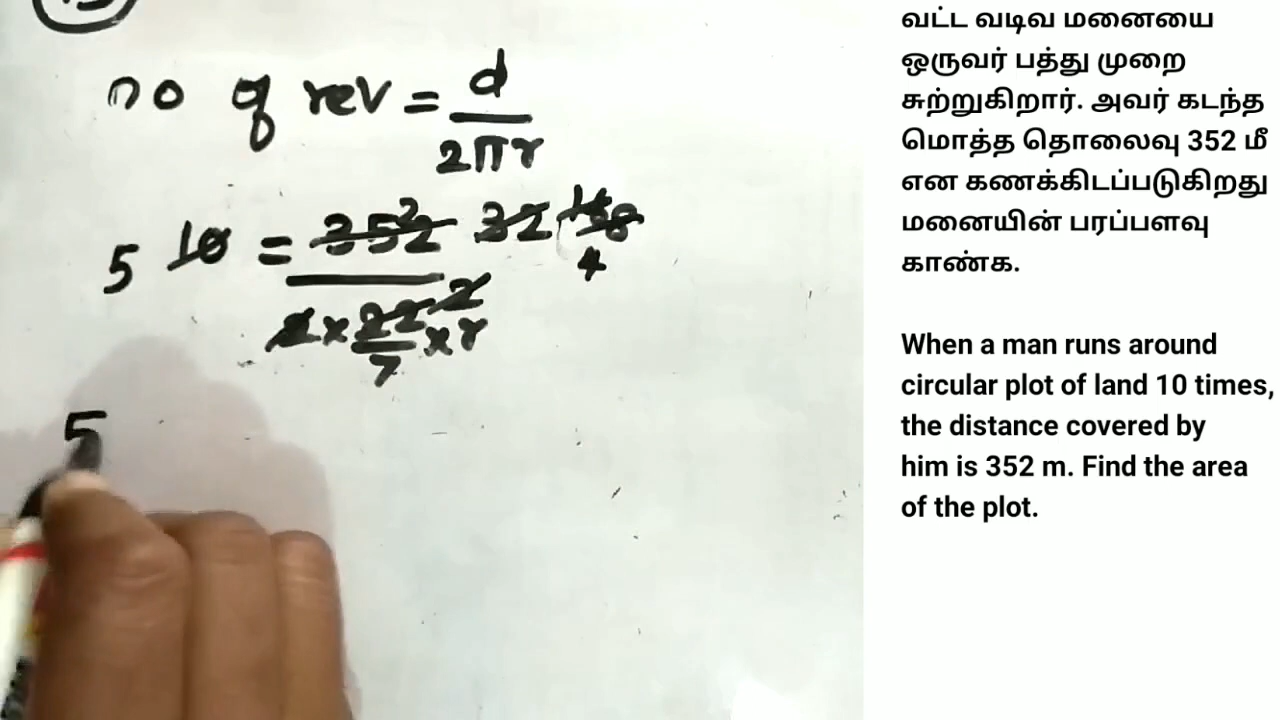 no of rev = d
2πr
5 10 = 352 2 32 16
4
2 × 22 2
7 × r
5
வட்ட வடிவ மனையை
ஒருவர் பத்து முறை
சுற்றுகிறார். அவர் கடந்த
மொத்த தொலைவு 352 மீ
என கணக்கிடப்படுகிறது
மனையின் பரப்பளவு
காண்க.
When a man runs around
circular plot of land 10 times,
the distance covered by
him is 352 m. Find the area
of the plot.